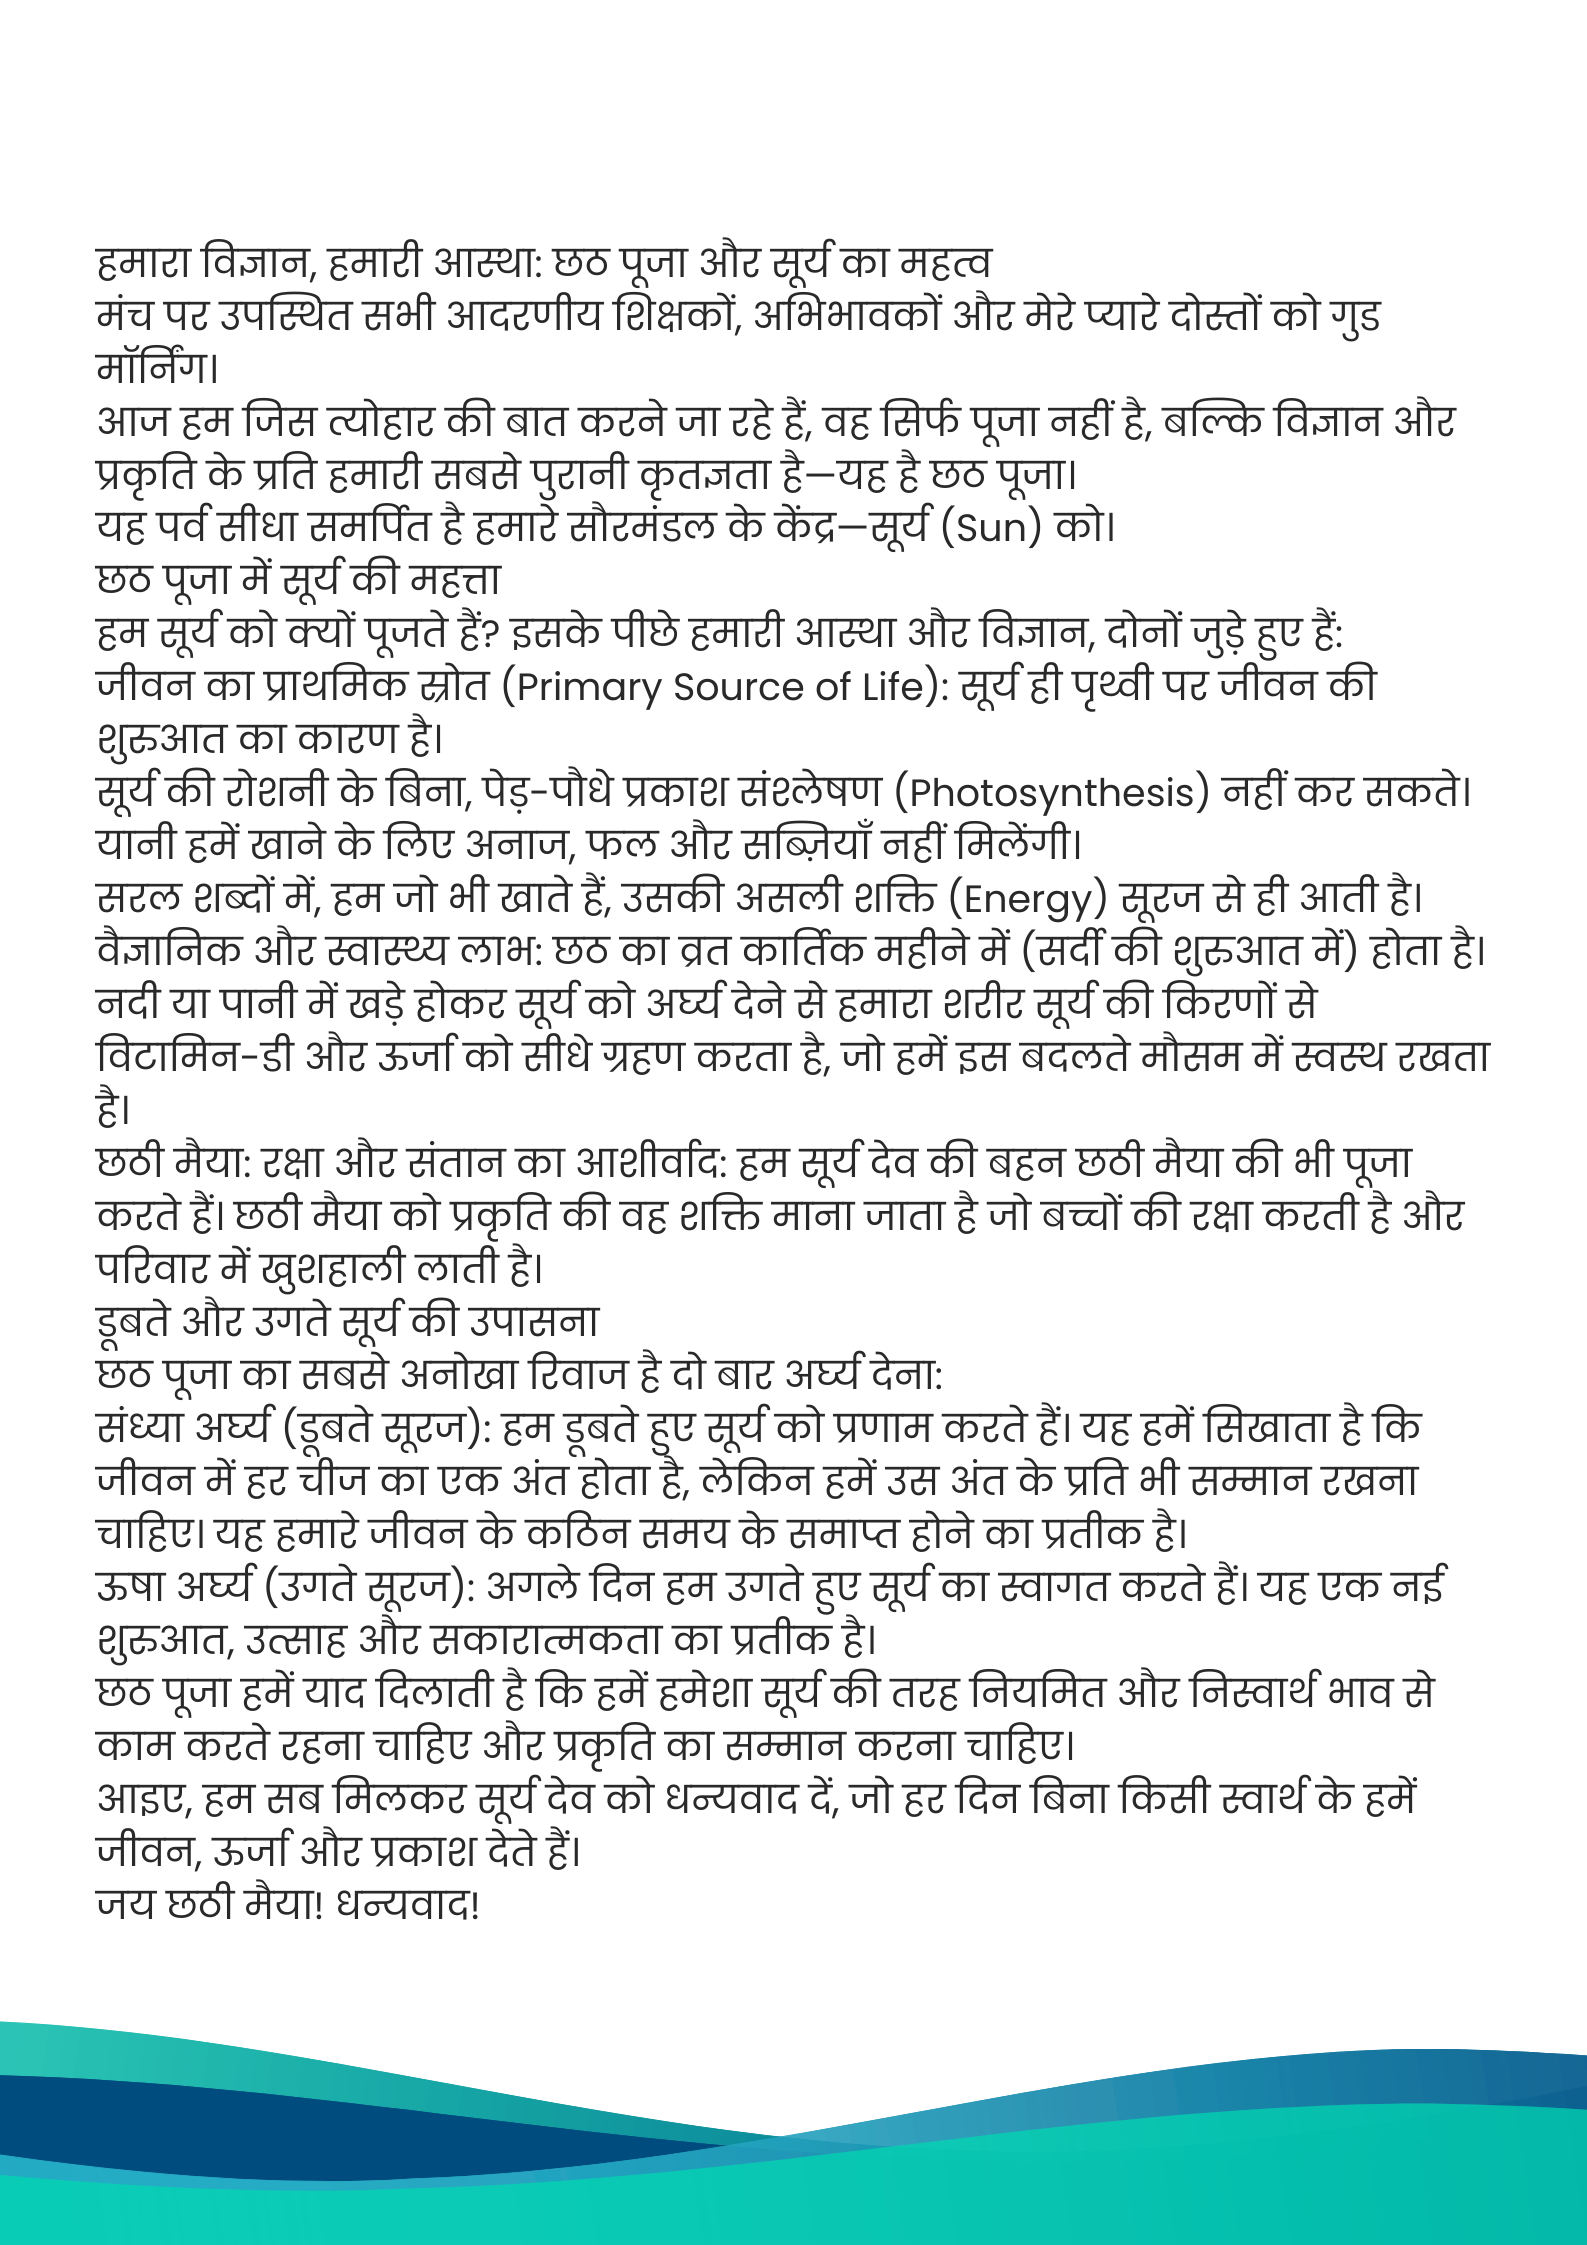 हमारा विज्ञान, हमारी आस्था: छठ पूजा और सूर्य का महत्व
मंच पर उपस्थित सभी आदरणीय शिक्षकों, अभिभावकों और मेरे प्यारे दोस्तों को गुड
मॉर्निंग।
आज हम जिस त्योहार की बात करने जा रहे हैं, वह सिर्फ पूजा नहीं है, बल्कि विज्ञान और
प्रकृति के प्रति हमारी सबसे पुरानी कृतज्ञता है—यह है छठ पूजा।
यह पर्व सीधा समर्पित है हमारे सौरमंडल के केंद्र—सूर्य (Sun) को।
छठ पूजा में सूर्य की महत्ता
हम सूर्य को क्यों पूजते हैं? इसके पीछे हमारी आस्था और विज्ञान, दोनों जुड़े हुए हैं:
जीवन का प्राथमिक स्रोत (Primary Source of Life): सूर्य ही पृथ्वी पर जीवन की
शुरुआत का कारण है।
सूर्य की रोशनी के बिना, पेड़-पौधे प्रकाश संश्लेषण (Photosynthesis) नहीं कर सकते।
यानी हमें खाने के लिए अनाज, फल और सब्ज़ियाँ नहीं मिलेंगी।
सरल शब्दों में, हम जो भी खाते हैं, उसकी असली शक्ति (Energy) सूरज से ही आती है।
वैज्ञानिक और स्वास्थ्य लाभ: छठ का व्रत कार्तिक महीने में (सर्दी की शुरुआत में) होता है।
नदी या पानी में खड़े होकर सूर्य को अर्घ्य देने से हमारा शरीर सूर्य की किरणों से
विटामिन-डी और ऊर्जा को सीधे ग्रहण करता है, जो हमें इस बदलते मौसम में स्वस्थ रखता
है।
छठी मैया: रक्षा और संतान का आशीर्वाद: हम सूर्य देव की बहन छठी मैया की भी पूजा
करते हैं। छठी मैया को प्रकृति की वह शक्ति माना जाता है जो बच्चों की रक्षा करती है और
परिवार में खुशहाली लाती है।
डूबते और उगते सूर्य की उपासना
छठ पूजा का सबसे अनोखा रिवाज है दो बार अर्घ्य देना:
संध्या अर्घ्य (डूबते सूरज): हम डूबते हुए सूर्य को प्रणाम करते हैं। यह हमें सिखाता है कि
जीवन में हर चीज का एक अंत होता है, लेकिन हमें उस अंत के प्रति भी सम्मान रखना
चाहिए। यह हमारे जीवन के कठिन समय के समाप्त होने का प्रतीक है।
ऊषा अर्घ्य (उगते सूरज): अगले दिन हम उगते हुए सूर्य का स्वागत करते हैं। यह एक नई
शुरुआत, उत्साह और सकारात्मकता का प्रतीक है।
छठ पूजा हमें याद दिलाती है कि हमें हमेशा सूर्य की तरह नियमित और निस्वार्थ भाव से
काम करते रहना चाहिए और प्रकृति का सम्मान करना चाहिए।
आइए, हम सब मिलकर सूर्य देव को धन्यवाद दें, जो हर दिन बिना किसी स्वार्थ के हमें
जीवन, ऊर्जा और प्रकाश देते हैं।
जय छठी मैया! धन्यवाद!